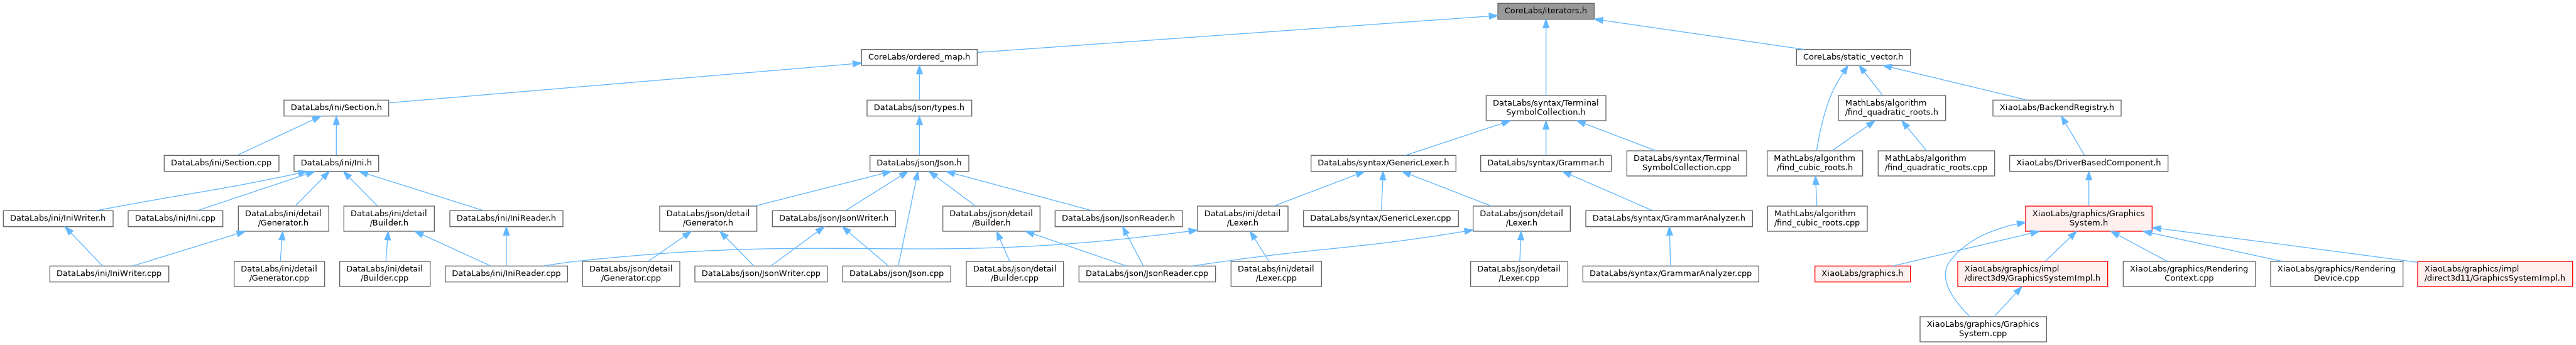 CoreLabs/iterators.h
CoreLabs/ordered_map.h
CoreLabs/static_vector.h
DataLabs/ini/Section.h
DataLabs/json/types.h
DataLabs/syntax/Terminal
SymbolCollection.h
MathLabs/algorithm
/find_quadratic_roots.h
XiaoLabs/BackendRegistry.h
DataLabs/ini/Section.cpp
DataLabs/ini/Ini.h
DataLabs/json/Json.h
DataLabs/syntax/GenericLexer.h
DataLabs/syntax/Grammar.h
DataLabs/syntax/Terminal
SymbolCollection.cpp
MathLabs/algorithm
/find_cubic_roots.h
MathLabs/algorithm
/find_quadratic_roots.cpp
XiaoLabs/DriverBasedComponent.h
DataLabs/ini/IniWriter.h
DataLabs/ini/Ini.cpp
DataLabs/ini/detail
/Generator.h
DataLabs/ini/detail
/Builder.h
DataLabs/ini/IniReader.h
DataLabs/json/detail
/Generator.h
DataLabs/json/JsonWriter.h
DataLabs/json/detail
/Builder.h
DataLabs/json/JsonReader.h
DataLabs/ini/detail
/Lexer.h
DataLabs/syntax/GenericLexer.cpp
DataLabs/json/detail
/Lexer.h
DataLabs/syntax/GrammarAnalyzer.h
MathLabs/algorithm
/find_cubic_roots.cpp
XiaoLabs/graphics/Graphics
System.h
DataLabs/ini/IniWriter.cpp
DataLabs/ini/detail
/Generator.cpp
DataLabs/ini/detail
/Builder.cpp
DataLabs/ini/IniReader.cpp
DataLabs/json/detail
/Generator.cpp
DataLabs/json/JsonWriter.cpp
DataLabs/json/Json.cpp
DataLabs/json/detail
/Builder.cpp
DataLabs/json/JsonReader.cpp
DataLabs/ini/detail
/Lexer.cpp
DataLabs/json/detail
/Lexer.cpp
DataLabs/syntax/GrammarAnalyzer.cpp
XiaoLabs/graphics.h
XiaoLabs/graphics/impl
/direct3d9/GraphicsSystemImpl.h
XiaoLabs/graphics/Rendering
Context.cpp
XiaoLabs/graphics/Rendering
Device.cpp
XiaoLabs/graphics/impl
/direct3d11/GraphicsSystemImpl.h
XiaoLabs/graphics/Graphics
System.cpp